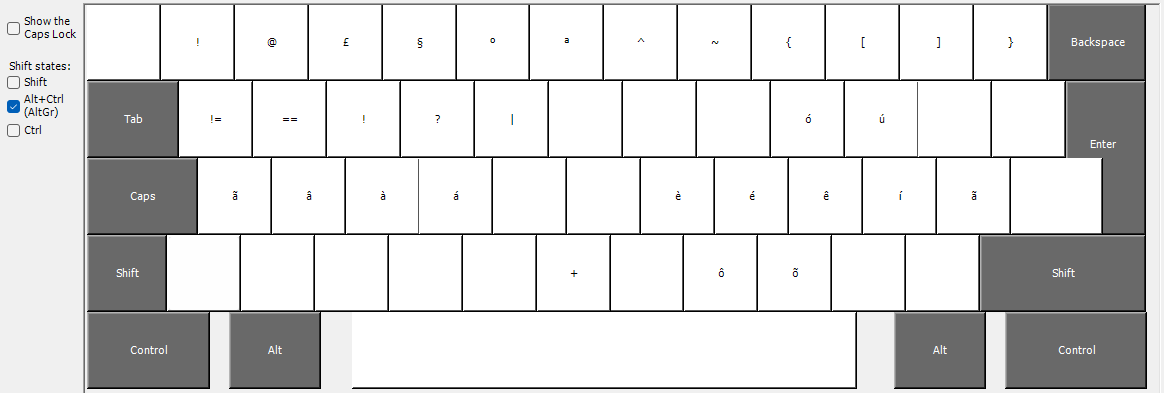 Show the
Caps Lock
Shift states:
Shift
Alt+Ctrl
(AltGr)
Ctrl
! @ £ § º ª ^ ~ { [ ] } Backspace
Tab != == ! ? | ó ú Enter
Caps ã â à á è é ê í ã
Shift + ô õ Shift
Control Alt Alt Control